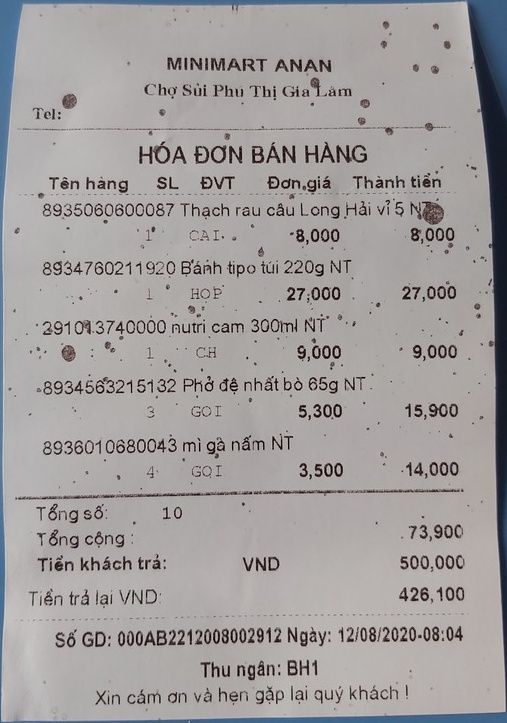 MINIMART ANAN
Chợ Sủi Phú Thị Gia Lâm
Tel:
HÓA ĐƠN BÁN HÀNG
Tên hàng SL ĐVT Đơn giá Thành tiền
8935060600087 Thạch rau câu Long Hải vỉ 5 NT
1 CAI 8,000 8,000
8934760211920 Bánh tipo túi 220g NT
1 HOP 27,000 27,000
291013740000 nutri cam 300ml NT
1 CH 9,000 9,000
8934563215132 Phở đệ nhất bò 65g NT
3 GOI 5,300 15,900
8936010680043 mì gà nấm NT
4 GOI 3,500 14,000
Tổng số: 10
Tổng cộng : 73,900
Tiền khách trả: VND 500,000
Tiền trả lại VND: 426,100
Số GD: 000AB2212008002912 Ngày: 12/08/2020-08:04
Thu ngân: BH1
Xin cám ơn và hẹn gặp lại quý khách !